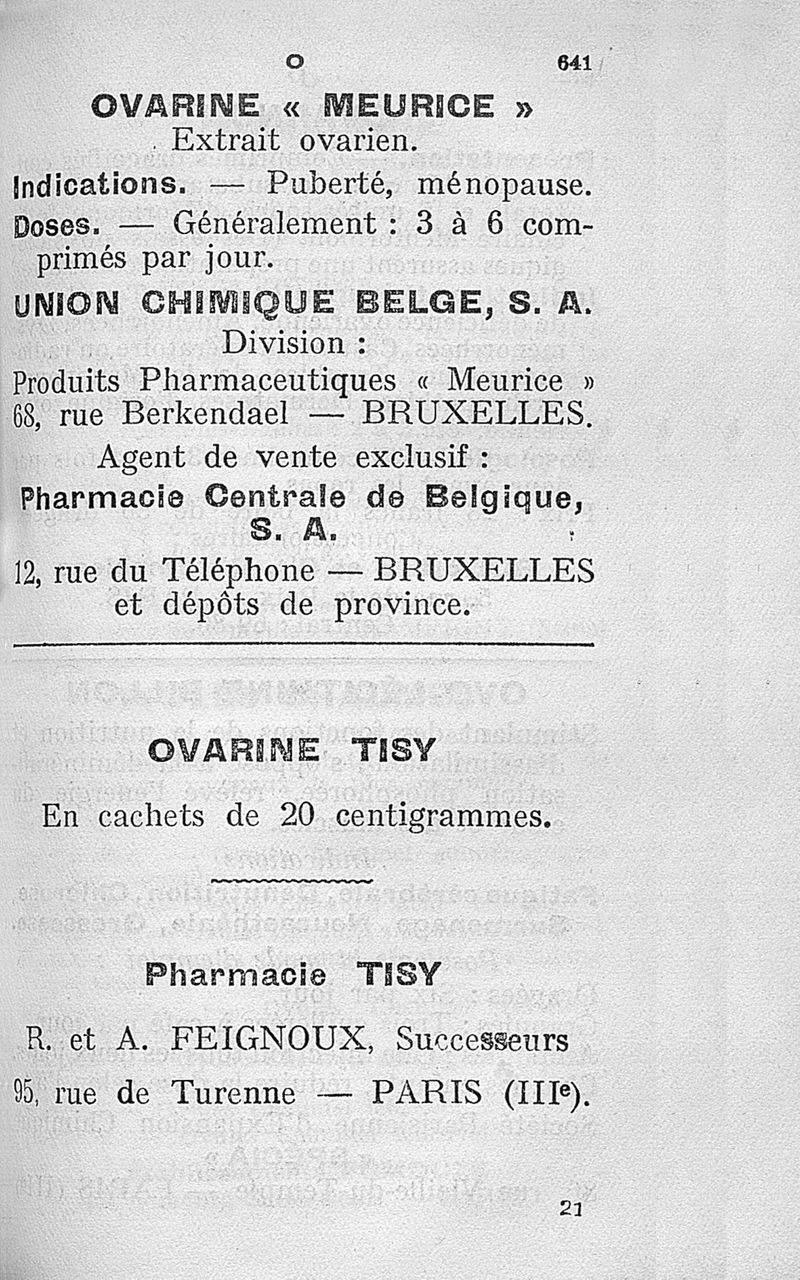 O 641
OVARINE « MEURICE »
Extrait ovarien.
Indications. — Puberté, ménopause.
Doses. — Généralement : 3 à 6 com-
primés par jour.
UNION CHIMIQUE BELGE, S. A.
Division :
Produits Pharmaceutiques « Meurice »
68, rue Berkendael — BRUXELLES.
Agent de vente exclusif :
Pharmacie Centrale de Belgique,
S. A.
12, rue du Téléphone — BRUXELLES
et dépôts de province.
OVARINE TISY
En cachets de 20 centigrammes.
Pharmacie TISY
R. et A. FEIGNOUX, Successeurs
95, rue de Turenne — PARIS (IIIe).
21